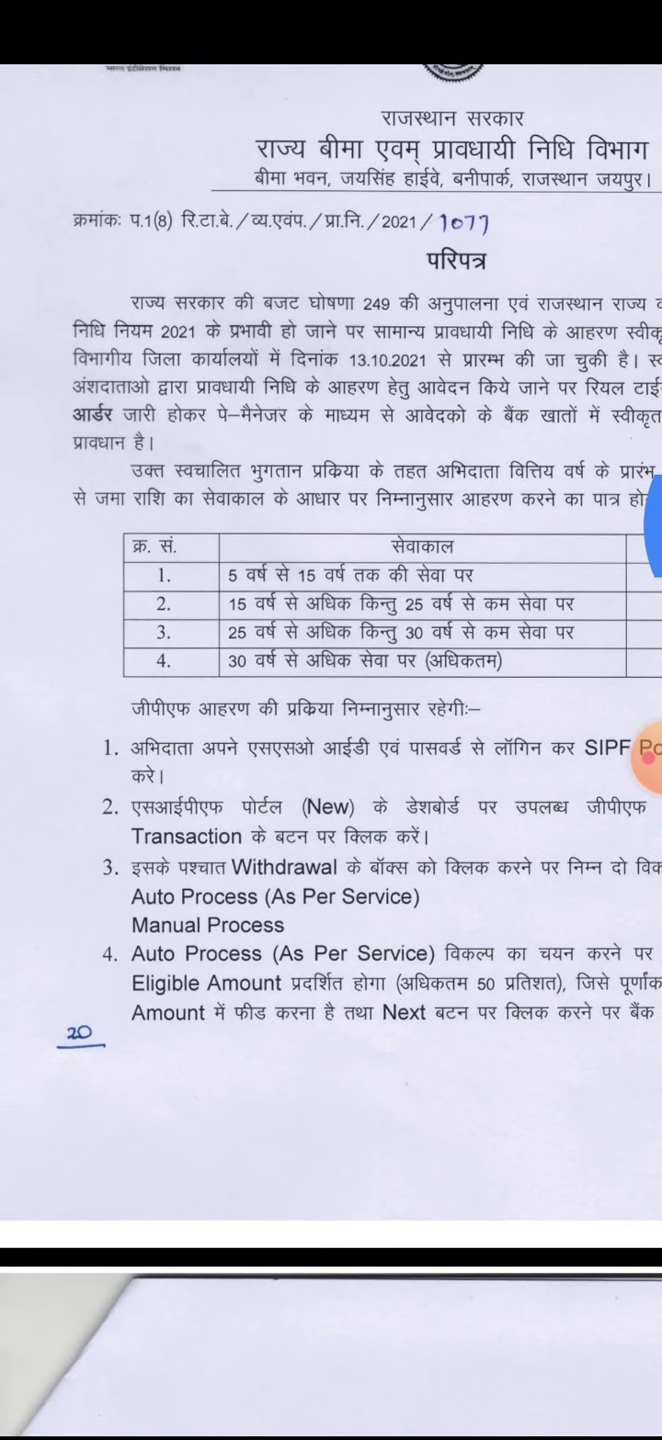 राजस्थान सरकार
राज्य बीमा एवम् प्रावधायी निधि विभाग
बीमा भवन, जयसिंह हाईवे, बनीपार्क, राजस्थान जयपुर।
क्रमांकः प.1(8) रि.टा.बे./व्य.एवंप./प्रा.नि./2021/1077
परिपत्र
राज्य सरकार की बजट घोषणा 249 की अनुपालना एवं राजस्थान राज्य
निधि नियम 2021 के प्रभावी हो जाने पर सामान्य प्रावधायी निधि के आहरण
विभागीय जिला कार्यालयों में दिनांक 13.10.2021 से प्रारम्भ की जा चुकी है।
अंशदाताओ द्वारा प्रावधायी निधि के आहरण हेतु आवेदन किये जाने पर रियल
आर्डर जारी होकर पे–मैनेजर के माध्यम से आवेदको के बैंक खातों में स्वीकृत
प्रावधान है।
उक्त स्वचालित भुगतान प्रक्रिया के तहत अभिदाता वित्तिय वर्ष के प्रारंभ
से जमा राशि का सेवाकाल के आधार पर निम्नानुसार आहरण करने का पात्र
क्र. सं. सेवाकाल
1. 5 वर्ष से 15 वर्ष तक की सेवा पर
2. 15 वर्ष से अधिक किन्तु 25 वर्ष से कम सेवा पर
3. 25 वर्ष से अधिक किन्तु 30 वर्ष से कम सेवा पर
4. 30 वर्ष से अधिक सेवा पर (अधिकतम)
जीपीएफ आहरण की प्रक्रिया निम्नानुसार रहेगीः–
1. अभिदाता अपने एसएसओ आईडी एवं पासवर्ड से लॉगिन कर SIPF
करे।
2. एसआईपीएफ पोर्टल (New) के डेशबोर्ड पर उपलब्ध जीपीएफ
Transaction के बटन पर क्लिक करें।
3. इसके पश्चात Withdrawal के बॉक्स को क्लिक करने पर निम्न दो
Auto Process (As Per Service)
Manual Process
4. Auto Process (As Per Service) विकल्प का चयन करने पर
Eligible Amount प्रदर्शित होगा (अधिकतम 50 प्रतिशत), जिसे
Amount में फीड करना है तथा Next बटन पर क्लिक करने पर बैंक
20